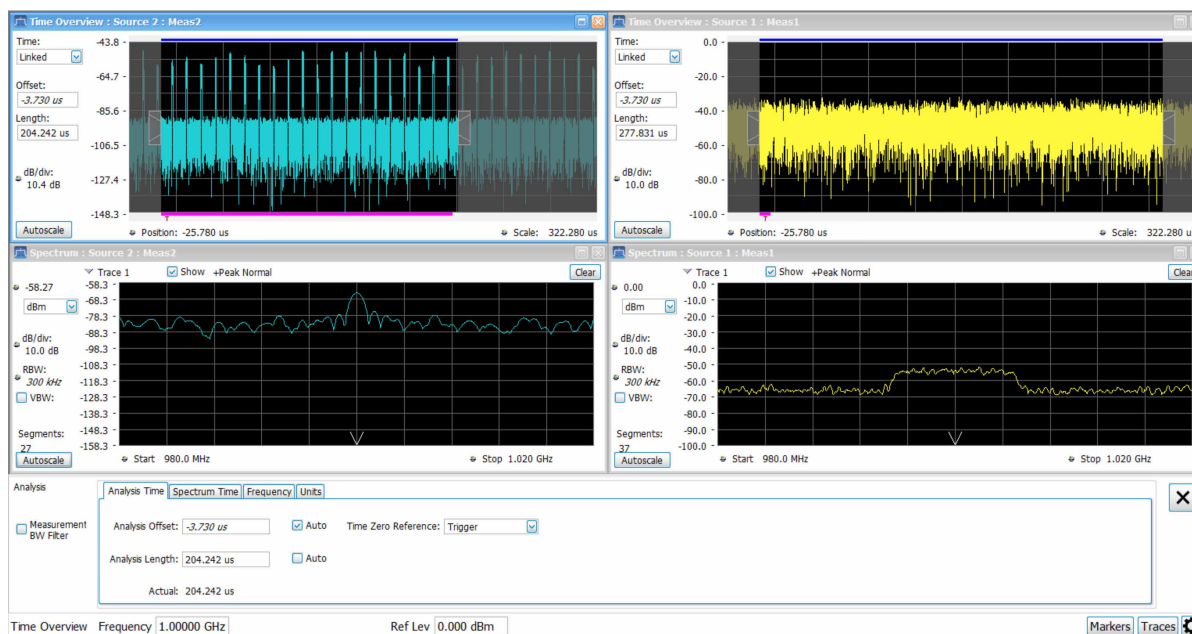 Time Overview : Source 2 : Meas2
Time:
Linked
Offset:
-3.730 us
Length:
204.242 us
dB/div:
10.4 dB
Autoscale
-43.8
-64.7
-85.6
-106.5
-127.4
-148.3
Position: -25.780 us
Scale: 322.280 us
Time Overview : Source 1 : Meas1
Time:
Linked
Offset:
-3.730 us
Length:
277.831 us
dB/div:
10.0 dB
Autoscale
0.0
-20.0
-40.0
-60.0
-80.0
-100.0
Position: -25.780 us
Scale: 322.280 us
Spectrum : Source 2 : Meas2
Trace 1 Show +Peak Normal Clear
-58.27
dBm
dB/div:
10.0 dB
RBW:
300 kHz
VBW:
Segments:
27
Autoscale
-58.3
-68.3
-78.3
-88.3
-98.3
-108.3
-118.3
-128.3
-138.3
-148.3
-158.3
Start 980.0 MHz
Stop 1.020 GHz
Spectrum : Source 1 : Meas1
Trace 1 Show +Peak Normal Clear
0.00
dBm
dB/div:
10.0 dB
RBW:
300 kHz
VBW:
Segments:
37
Autoscale
0.0
-10.0
-20.0
-30.0
-40.0
-50.0
-60.0
-70.0
-80.0
-90.0
-100.0
Start 980.0 MHz
Stop 1.020 GHz
Analysis
Measurement
BW Filter
Analysis Time Spectrum Time Frequency Units
Analysis Offset: -3.730 us Auto Time Zero Reference: Trigger
Analysis Length: 204.242 us Auto
Actual: 204.242 us
Time Overview Frequency 1.00000 GHz Ref Lev 0.000 dBm Markers Traces